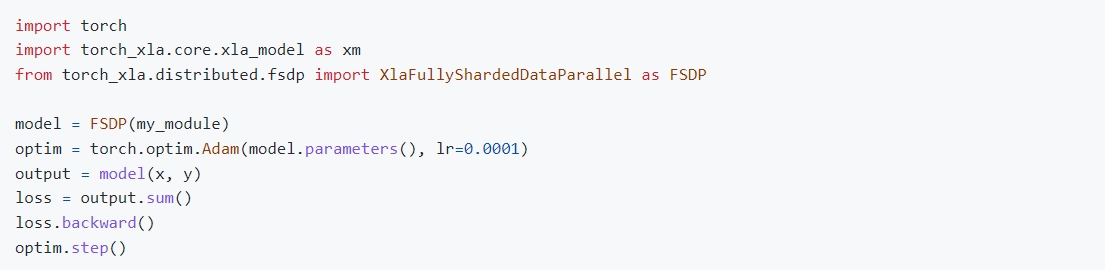 import torch
import torch_xla.core.xla_model as xm
from torch_xla.distributed.fsdp import XlaFullyShardedDataParallel as FSDP
model = FSDP(my_module)
optim = torch.optim.Adam(model.parameters(), lr=0.0001)
output = model(x, y)
loss = output.sum()
loss.backward()
optim.step()